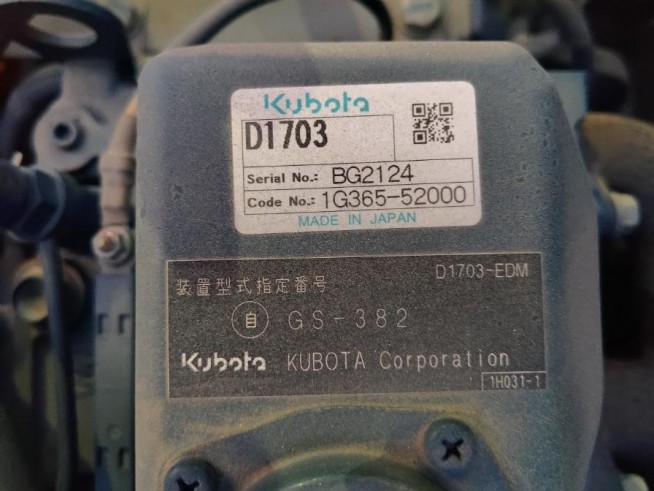 Kubota
D1703
Serial No.: BG2124
Code No.: 1G365-52000
MADE IN JAPAN
D1703-EDM
装置型式指定番号
自 GS-382
Kubota KUBOTA Corporation
1H031-1